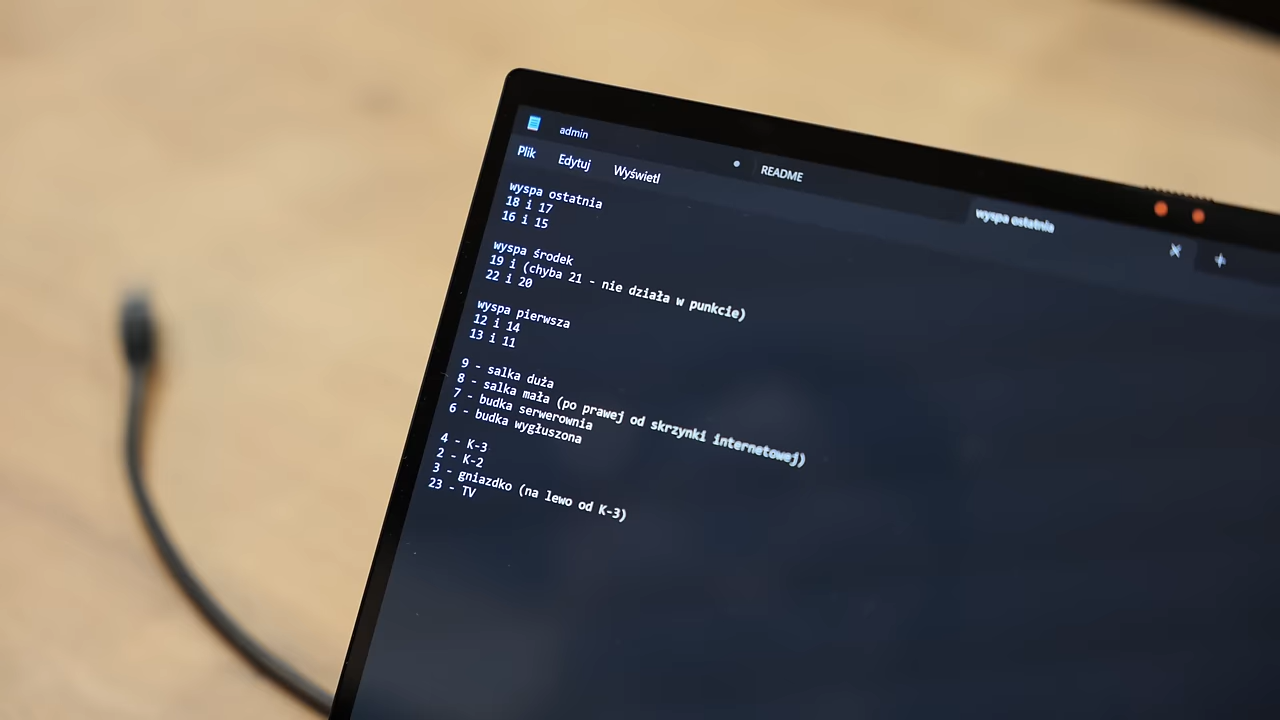 admin
README
wyspa ostatnia
Plik Edytuj Wyświetl
wyspa ostatnia
18 i 17
16 i 15
wyspa środek
19 i (chyba 21 - nie działa w punkcie)
22 i 20
wyspa pierwsza
12 i 14
13 i 11
9 - salka duża
8 - salka mała (po prawej od skrzynki internetowej)
7 - budka serwerownia
6 - budka wygłuszona
4 - K-3
2 - K-2
3 - gniazdko (na lewo od K-3)
23 - TV